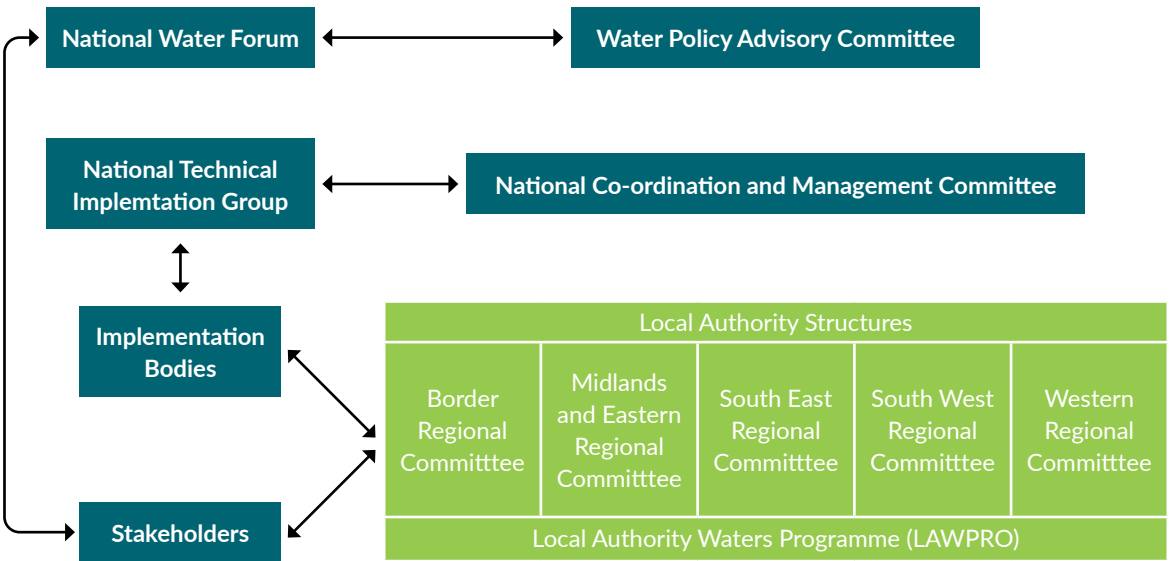 National Water Forum
Water Policy Advisory Committee
National Technical
Implemtation Group
National Co-ordination and Management Committee
Implementation
Bodies
Local Authority Structures
Border
Regional
Committtee
Midlands
and Eastern
Regional
Committtee
South East
Regional
Committtee
South West
Regional
Committtee
Western
Regional
Committtee
Stakeholders
Local Authority Waters Programme (LAWPRO)